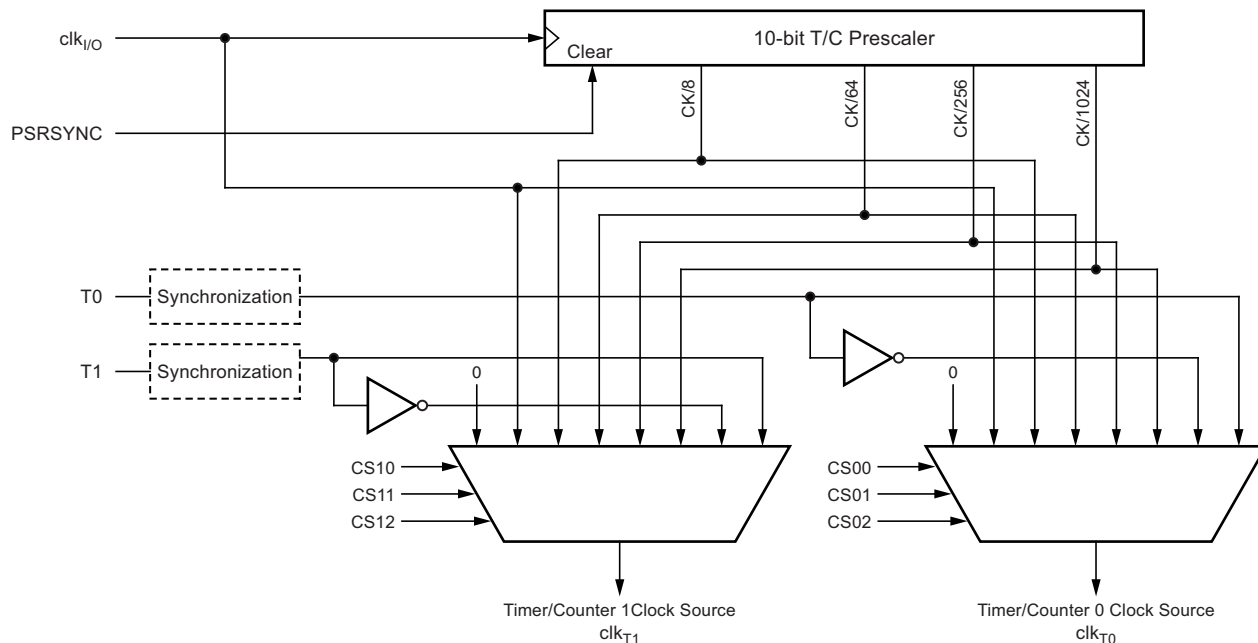 10-bit T/C Prescaler
clkI/O
Clear
CK/8
CK/64
CK/256
CK/1024
PSRSYNC
T0
Synchronization
T1
Synchronization
0
0
CS10
CS11
CS12
CS00
CS01
CS02
Timer/Counter 1Clock Source
clkT1
Timer/Counter 0 Clock Source
clkT0